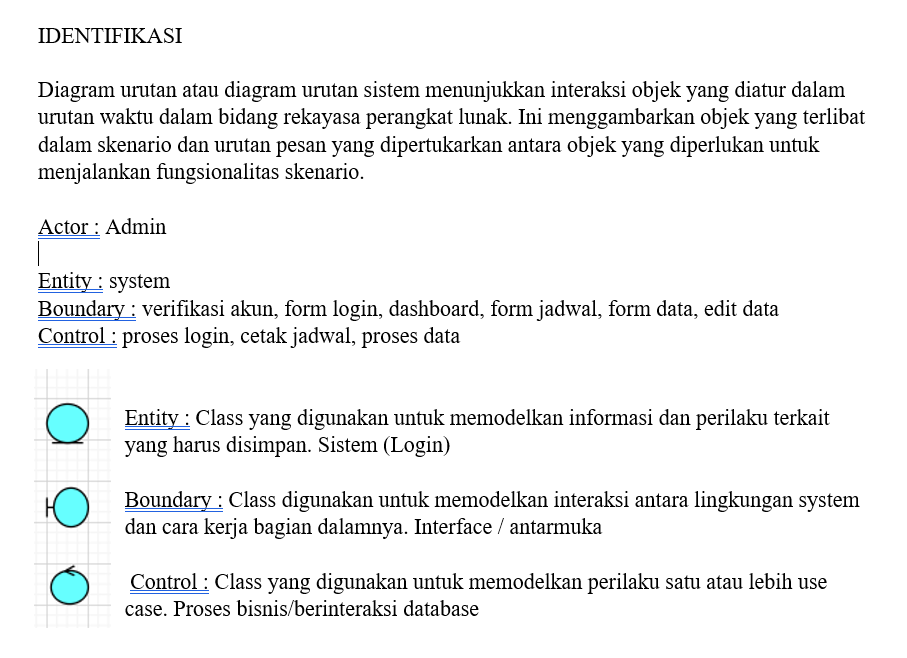 IDENTIFIKASI
Diagram urutan atau diagram urutan sistem menunjukkan interaksi objek yang diatur dalam
urutan waktu dalam bidang rekayasa perangkat lunak. Ini menggambarkan objek yang terlibat
dalam skenario dan urutan pesan yang dipertukarkan antara objek yang diperlukan untuk
menjalankan fungsionalitas skenario.
Actor : Admin
Entity : system
Boundary : verifikasi akun, form login, dashboard, form jadwal, form data, edit data
Control : proses login, cetak jadwal, proses data
Entity : Class yang digunakan untuk memodelkan informasi dan perilaku terkait
yang harus disimpan. Sistem (Login)
Boundary : Class digunakan untuk memodelkan interaksi antara lingkungan system
dan cara kerja bagian dalamnya. Interface / antarmuka
Control : Class yang digunakan untuk memodelkan perilaku satu atau lebih use
case. Proses bisnis/berinteraksi database